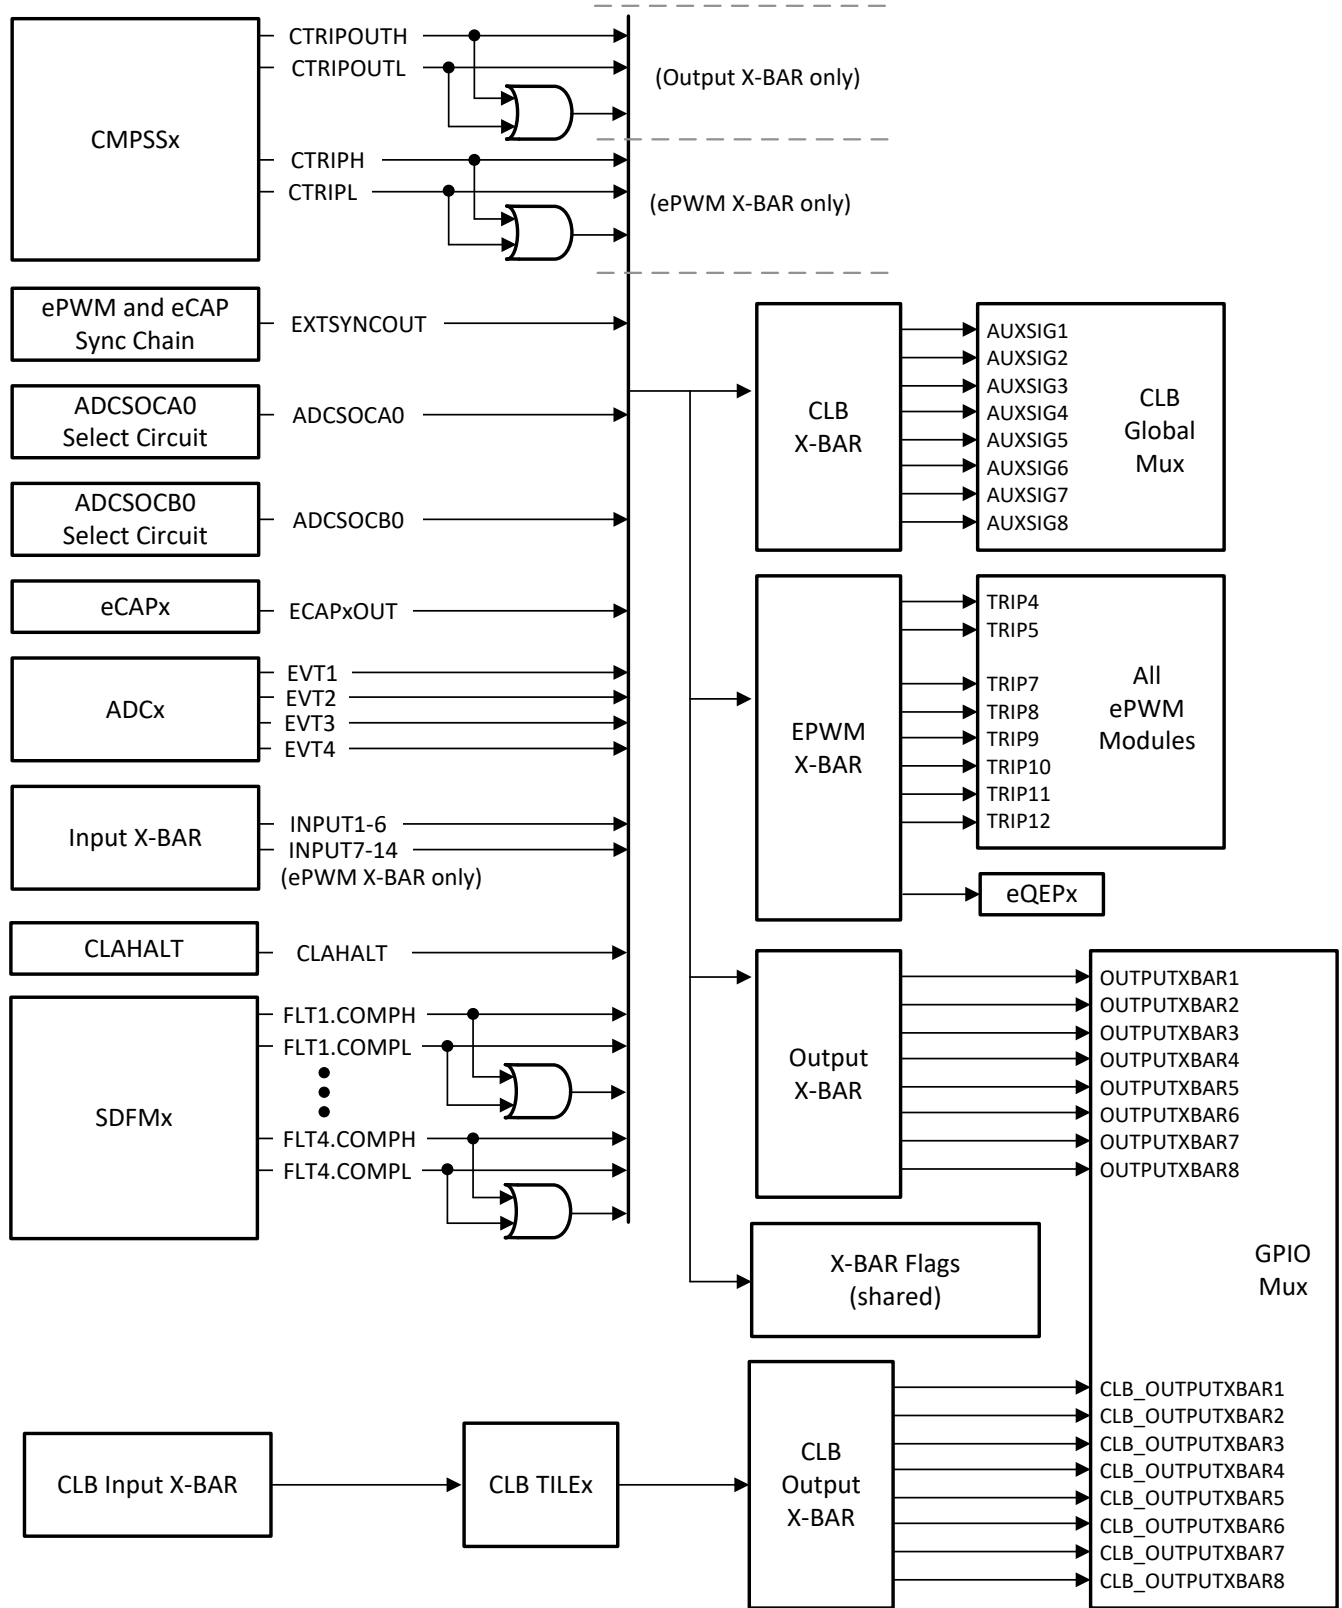 CMPSSx
CTRIPOUTH
CTRIPOUTL
(Output X-BAR only)
CTRIPH
CTRIPL
(ePWM X-BAR only)
ePWM and eCAP
Sync Chain
EXTSYNCOUT
ADCSOCA0
Select Circuit
ADCSOCA0
ADCSOCB0
Select Circuit
ADCSOCB0
eCAPx
ECAPxOUT
ADCx
EVT1
EVT2
EVT3
EVT4
Input X-BAR
INPUT1-6
INPUT7-14
(ePWM X-BAR only)
CLAHALT
CLAHALT
SDFMx
FLT1.COMPH
FLT1.COMPL
FLT4.COMPH
FLT4.COMPL
CLB
X-BAR
AUXSIG1
AUXSIG2
AUXSIG3
AUXSIG4
AUXSIG5
AUXSIG6
AUXSIG7
AUXSIG8
CLB
Global
Mux
EPWM
X-BAR
TRIP4
TRIP5
TRIP7
TRIP8
TRIP9
TRIP10
TRIP11
TRIP12
All
ePWM
Modules
eQEPx
Output
X-BAR
OUTPUTXBAR1
OUTPUTXBAR2
OUTPUTXBAR3
OUTPUTXBAR4
OUTPUTXBAR5
OUTPUTXBAR6
OUTPUTXBAR7
OUTPUTXBAR8
X-BAR Flags
(shared)
GPIO
Mux
CLB Input X-BAR
CLB TILEx
CLB
Output
X-BAR
CLB_OUTPUTXBAR1
CLB_OUTPUTXBAR2
CLB_OUTPUTXBAR3
CLB_OUTPUTXBAR4
CLB_OUTPUTXBAR5
CLB_OUTPUTXBAR6
CLB_OUTPUTXBAR7
CLB_OUTPUTXBAR8